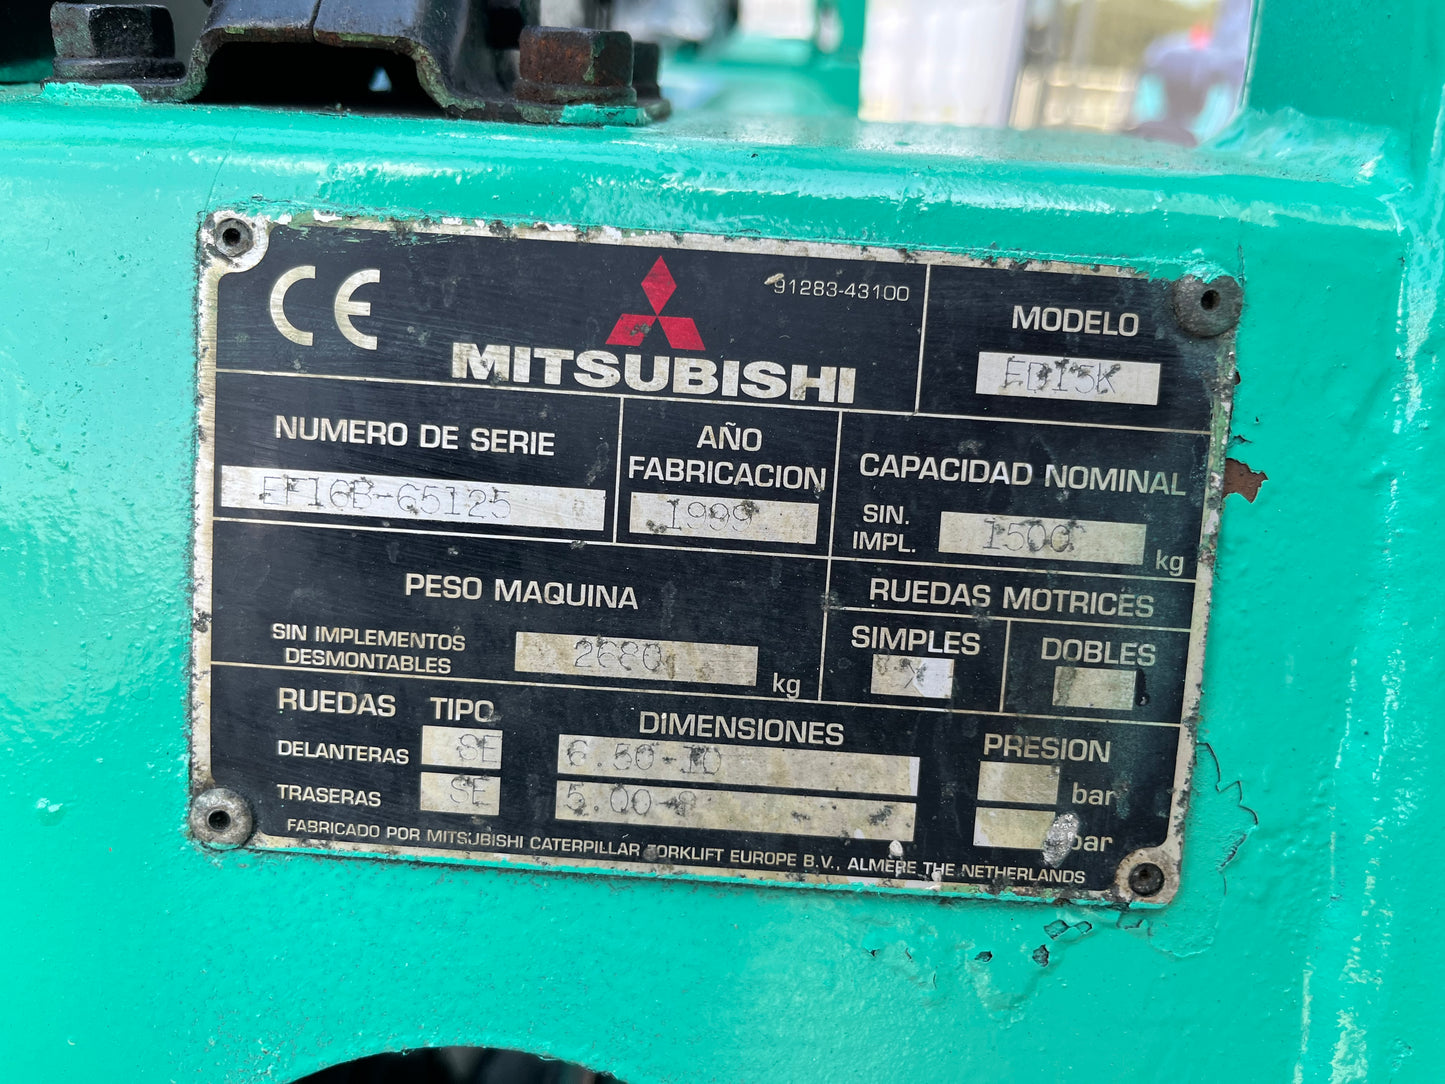 CE
91283-43100
MITSUBISHI
MODELO
NUMERO DE SERIE
EF16B-65125
AÑO
FABRICACION
1999
CAPACIDAD NOMINAL
SIN.
IMPL.
1500
kg
PESO MAQUINA
SIN IMPLEMENTOS
DESMONTABLES
2680
kg
RUEDAS MOTRICES
SIMPLES
X
DOBLES
RUEDAS TIPO DIMENSIONES PRESION
DELANTERAS SE 6.50-10 bar
TRASERAS SE 5.00-8 bar
FABRICADO POR MITSUBISHI CATERPILLAR FORKLIFT EUROPE B.V., ALMERE THE NETHERLANDS